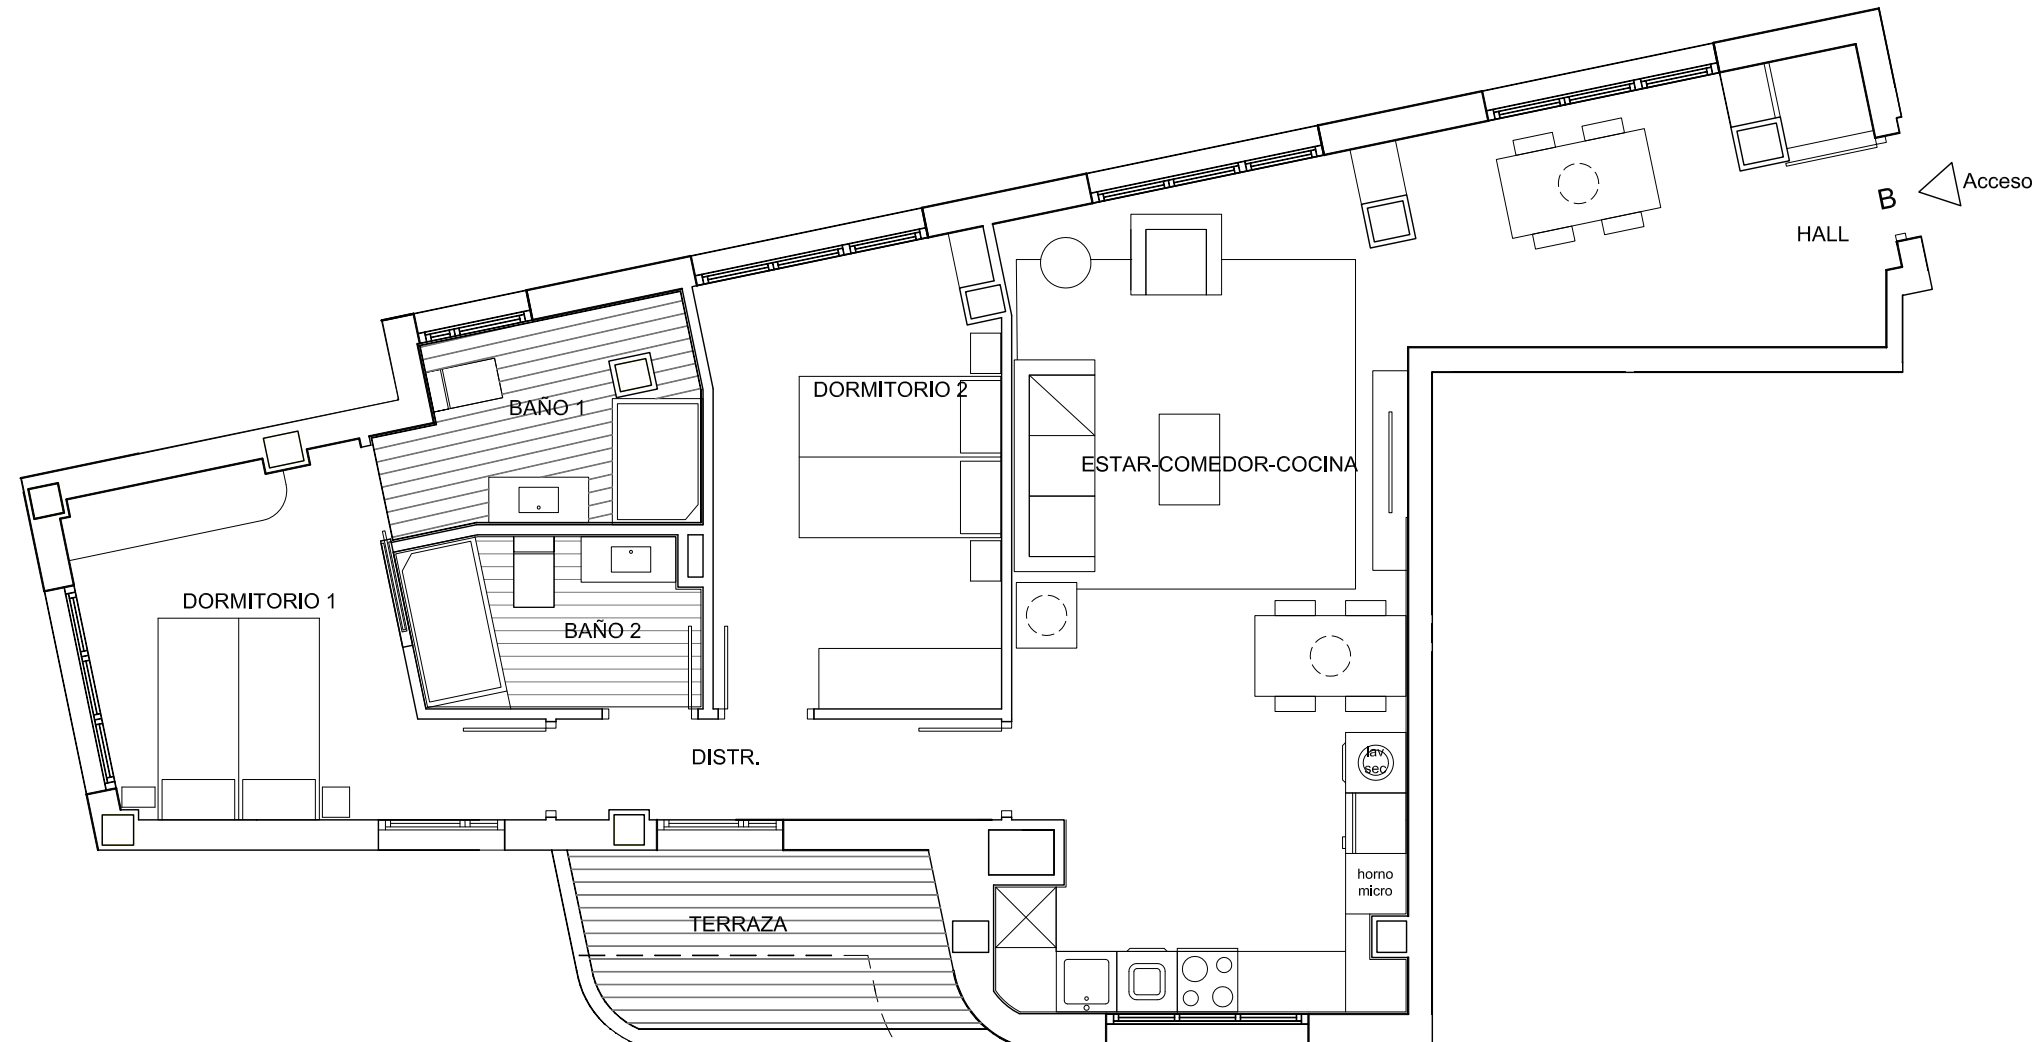 Acceso
B
HALL
DORMITORIO 2
BAÑO 1
ESTAR-COMEDOR-COCINA
DORMITORIO 1
BAÑO 2
DISTR.
lav
sec
horno
micro
TERRAZA